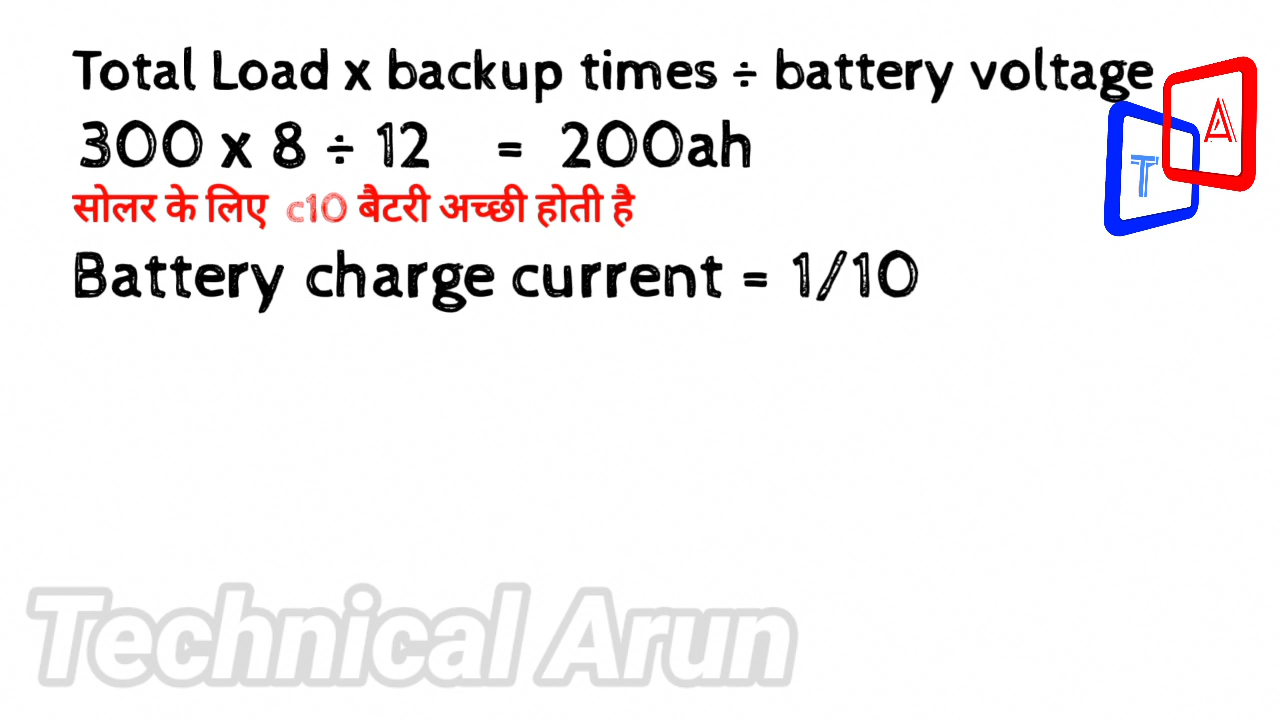 Total Load x backup times ÷ battery voltage
300 x 8 ÷ 12 = 200ah
सोलर के लिए c10 बैटरी अच्छी होती है
Battery charge current = 1/10
T A
Technical Arun